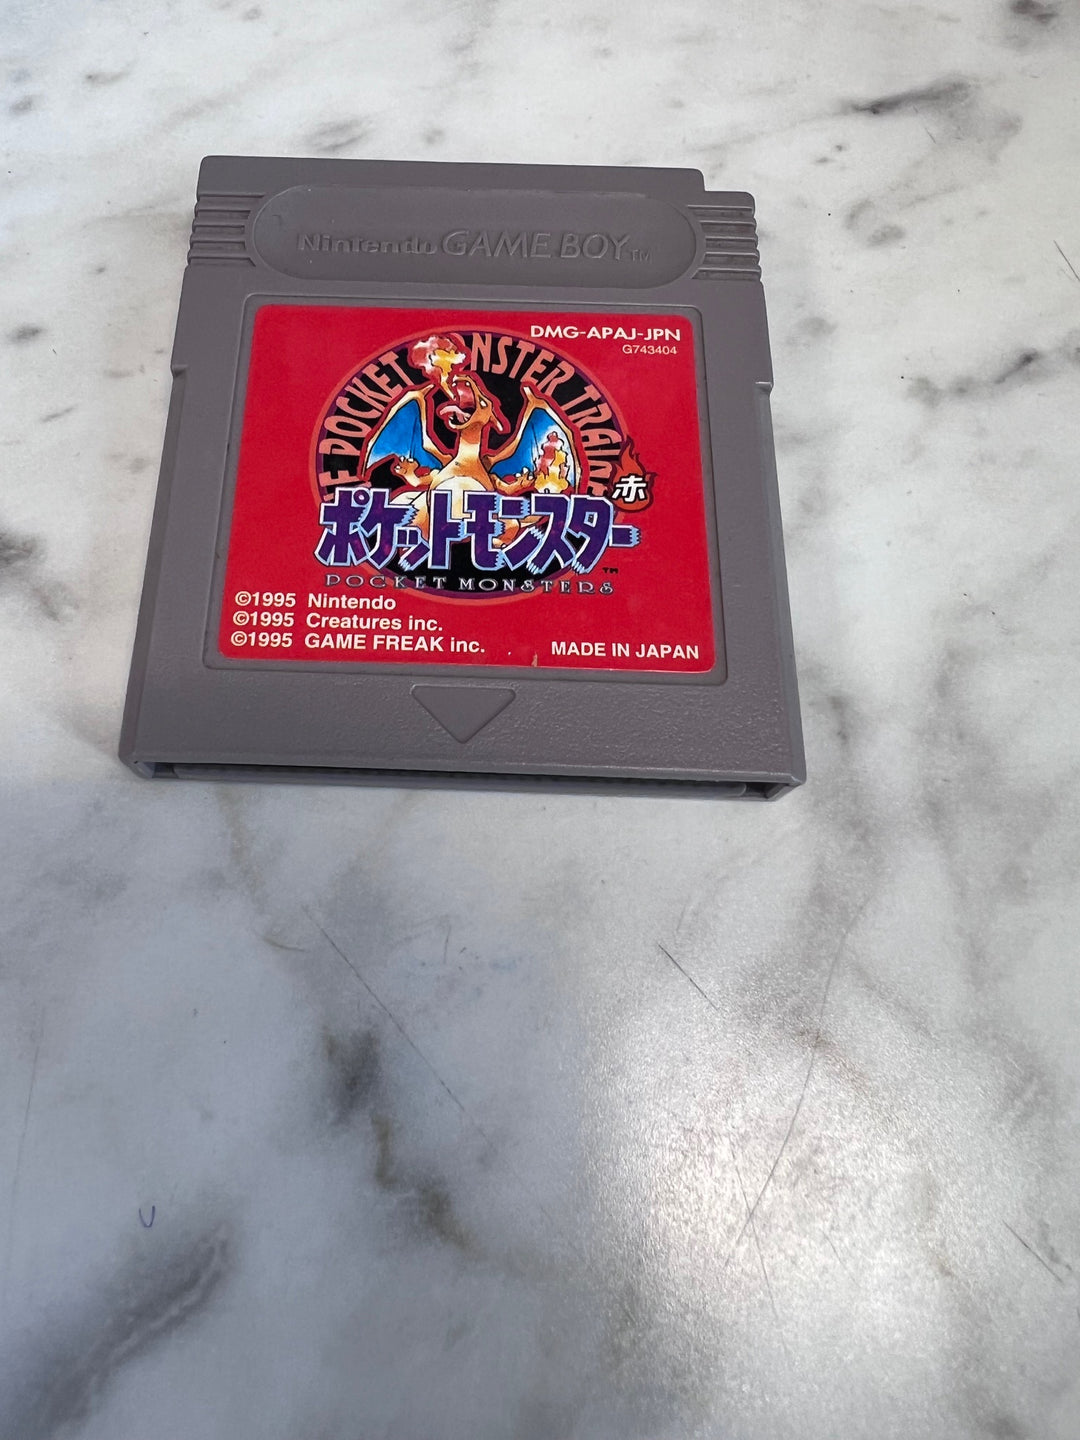 Nintendo GAME BOY™
DMG-APAJ-JPN
G743404
POCKET MONSTER
赤
ポケットモンスター
POCKET MONSTERS ™
©1995 Nintendo
©1995 Creatures inc.
©1995 GAME FREAK inc.
MADE IN JAPAN